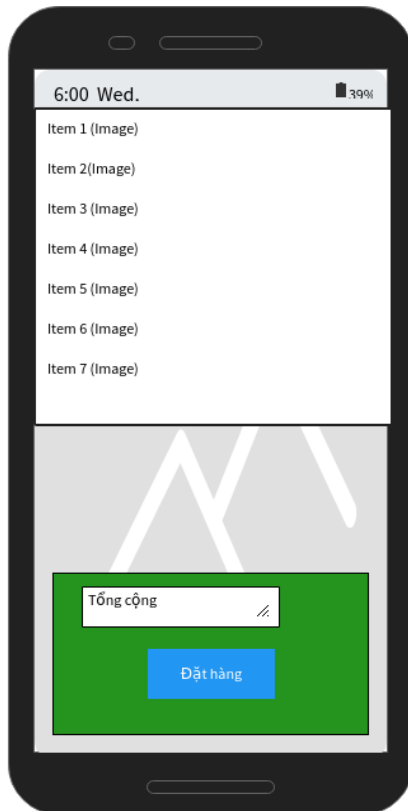 6:00 Wed.
39%
Item 1 (Image)
Item 2(Image)
Item 3 (Image)
Item 4 (Image)
Item 5 (Image)
Item 6 (Image)
Item 7 (Image)
Tổng cộng
Đặt hàng